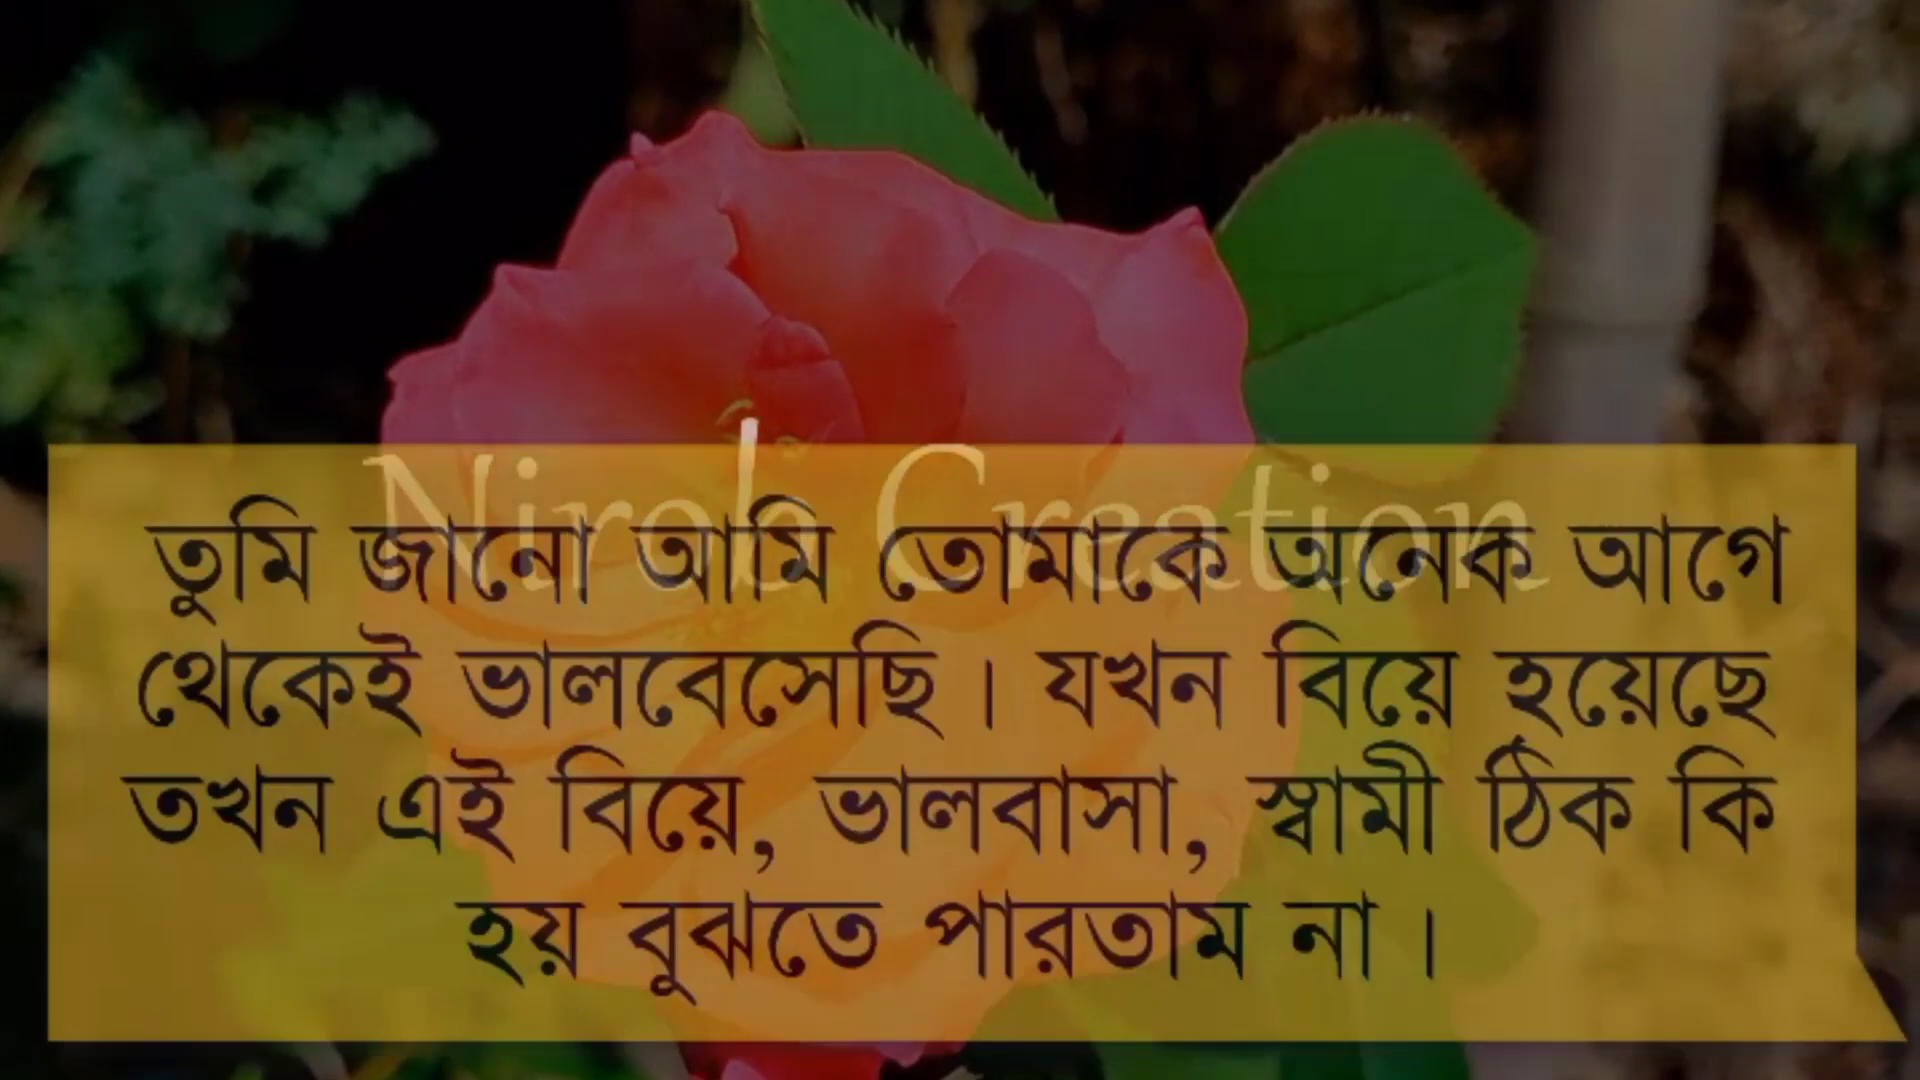 Nirob Creation
তুমি জানো আমি তোমাকে অনেক আগে
থেকেই ভালবেসেছি। যখন বিয়ে হয়েছে
তখন এই বিয়ে, ভালবাসা, স্বামী ঠিক কি
হয় বুঝতে পারতাম না।